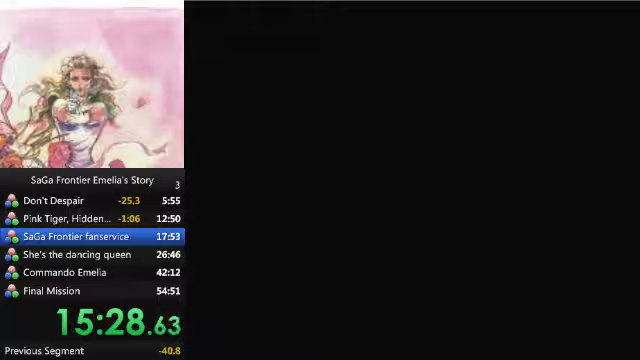 SaGa Frontier Emelia's Story
3
Don't Despair -25.3 5:55
Pink Tiger, Hidden... -1:06 12:50
SaGa Frontier fanservice 17:53
She's the dancing queen 26:46
Commando Emelia 42:12
Final Mission 54:51
15:28.63
Previous Segment -40.8